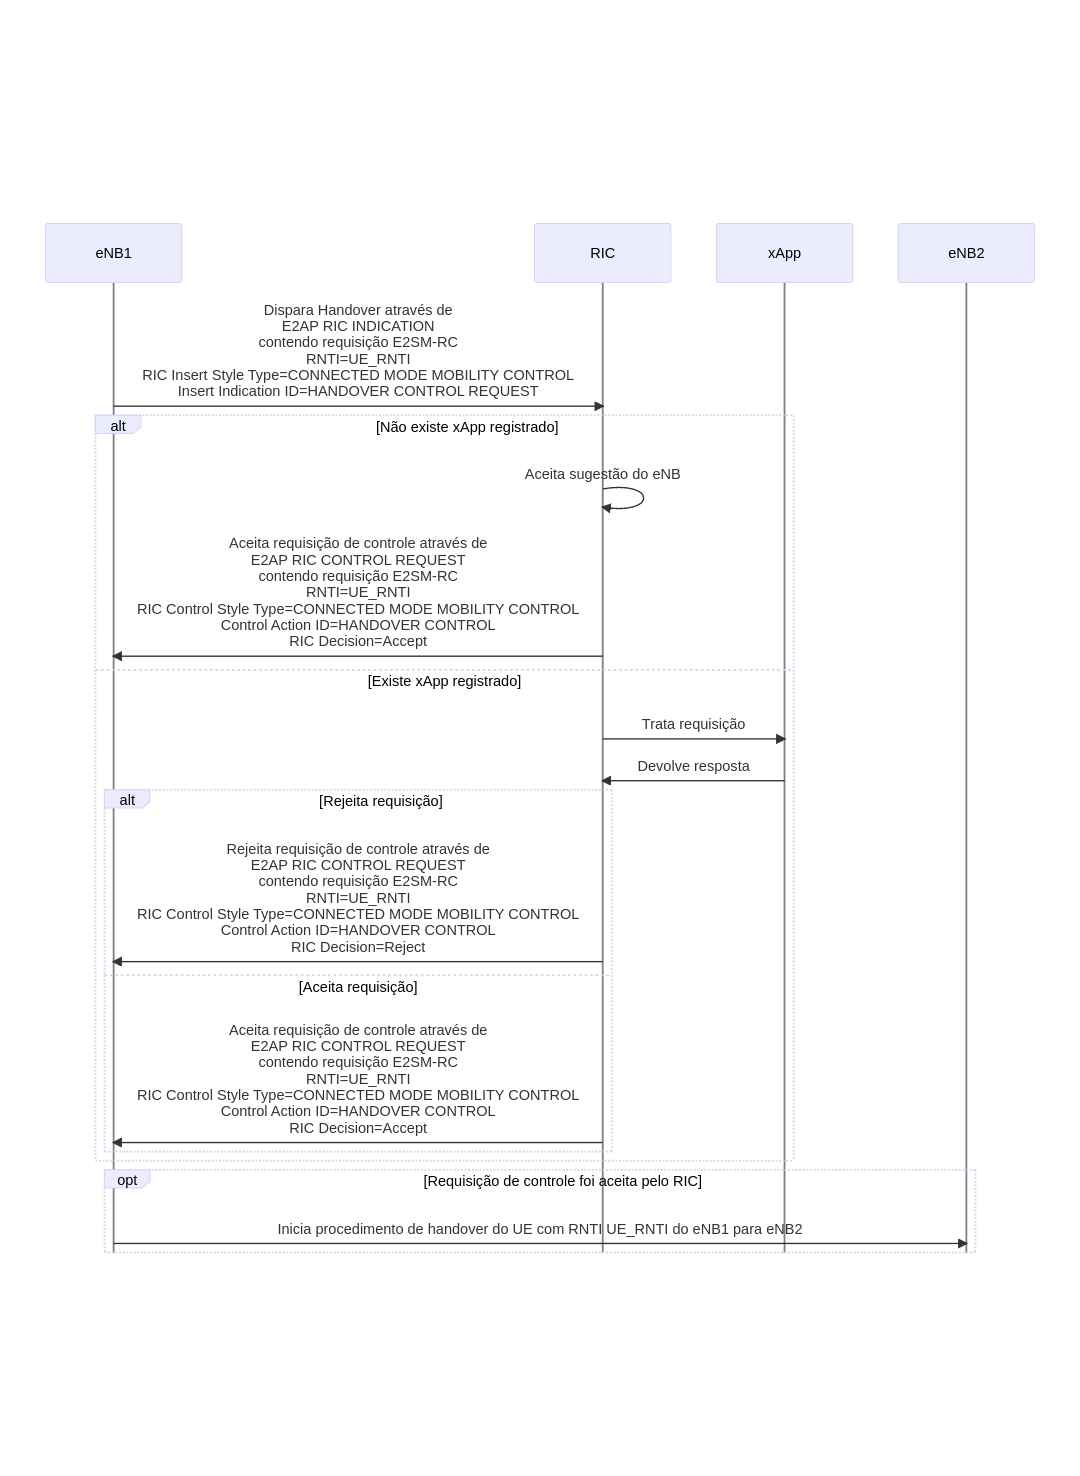 eNB1
RIC
xApp
eNB2
Dispara Handover através de
E2AP RIC INDICATION
contendo requisição E2SM-RC
RNTI=UE_RNTI
RIC Insert Style Type=CONNECTED MODE MOBILITY CONTROL
Insert Indication ID=HANDOVER CONTROL REQUEST
alt
[Não existe xApp registrado]
Aceita sugestão do eNB
Aceita requisição de controle através de
E2AP RIC CONTROL REQUEST
contendo requisição E2SM-RC
RNTI=UE_RNTI
RIC Control Style Type=CONNECTED MODE MOBILITY CONTROL
Control Action ID=HANDOVER CONTROL
RIC Decision=Accept
[Existe xApp registrado]
Trata requisição
Devolve resposta
alt
[Rejeita requisição]
Rejeita requisição de controle através de
E2AP RIC CONTROL REQUEST
contendo requisição E2SM-RC
RNTI=UE_RNTI
RIC Control Style Type=CONNECTED MODE MOBILITY CONTROL
Control Action ID=HANDOVER CONTROL
RIC Decision=Reject
[Aceita requisição]
Aceita requisição de controle através de
E2AP RIC CONTROL REQUEST
contendo requisição E2SM-RC
RNTI=UE_RNTI
RIC Control Style Type=CONNECTED MODE MOBILITY CONTROL
Control Action ID=HANDOVER CONTROL
RIC Decision=Accept
opt
[Requisição de controle foi aceita pelo RIC]
Inicia procedimento de handover do UE com RNTI UE_RNTI do eNB1 para eNB2